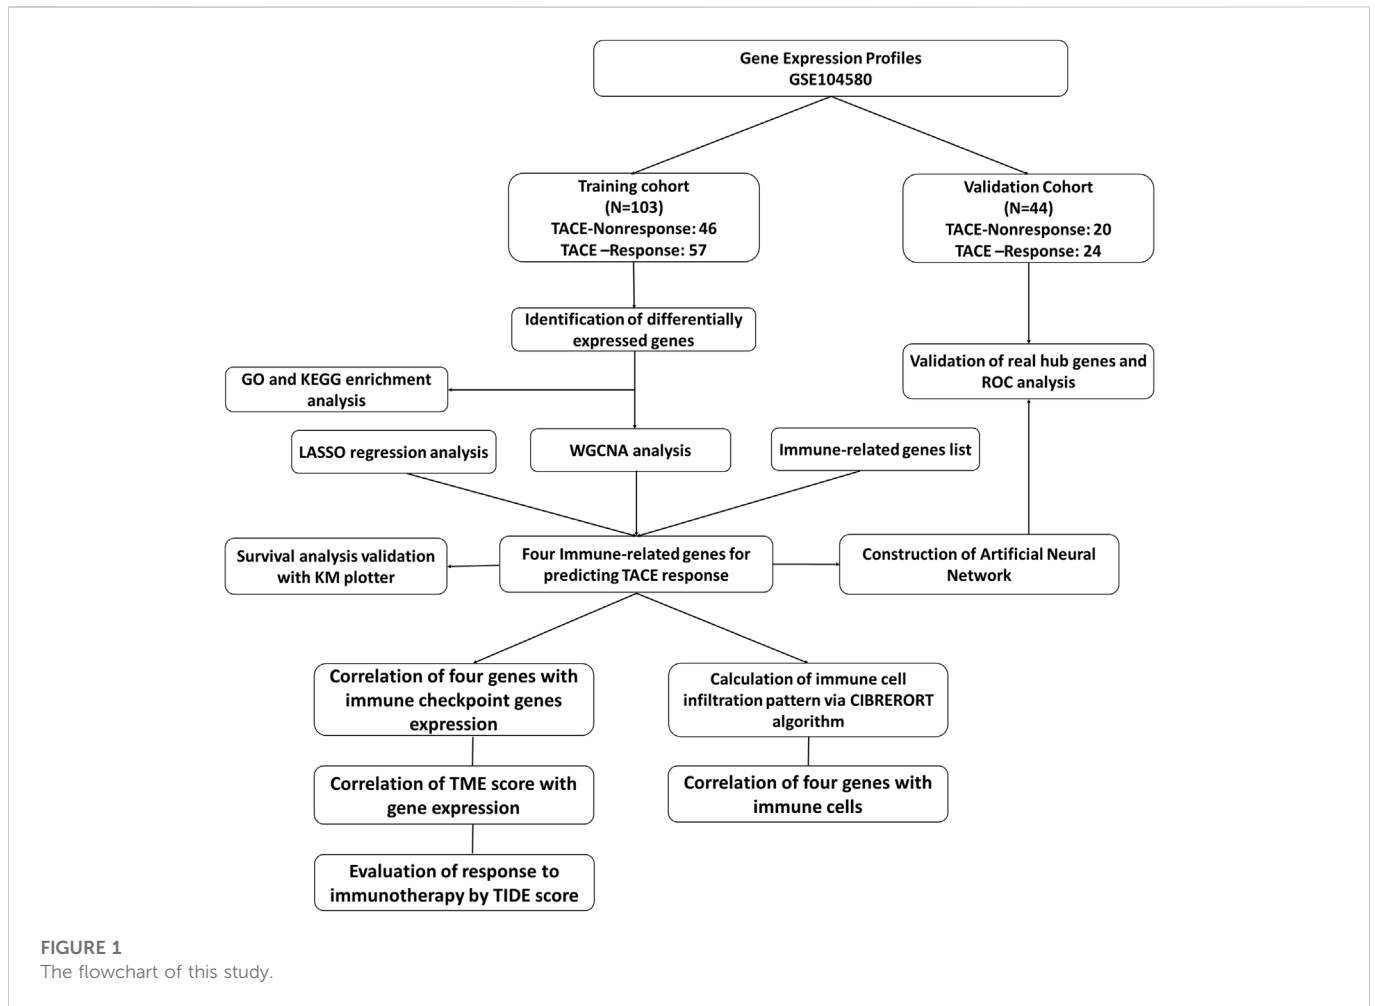 Gene Expression Profiles
GSE104580
Training cohort
(N=103)
TACE-Nonresponse: 46
TACE –Response: 57
Validation Cohort
(N=44)
TACE-Nonresponse: 20
TACE –Response: 24
Identification of differentially
expressed genes
Validation of real hub genes and
ROC analysis
GO and KEGG enrichment
analysis
LASSO regression analysis
WGCNA analysis
Immune-related genes list
Survival analysis validation
with KM plotter
Four Immune-related genes for
predicting TACE response
Construction of Artificial Neural
Network
Correlation of four genes with
immune checkpoint genes
expression
Calculation of immune cell
infiltration pattern via CIBRERORT
algorithm
Correlation of TME score with
gene expression
Correlation of four genes with
immune cells
Evaluation of response to
immunotherapy by TIDE score
FIGURE 1
The flowchart of this study.